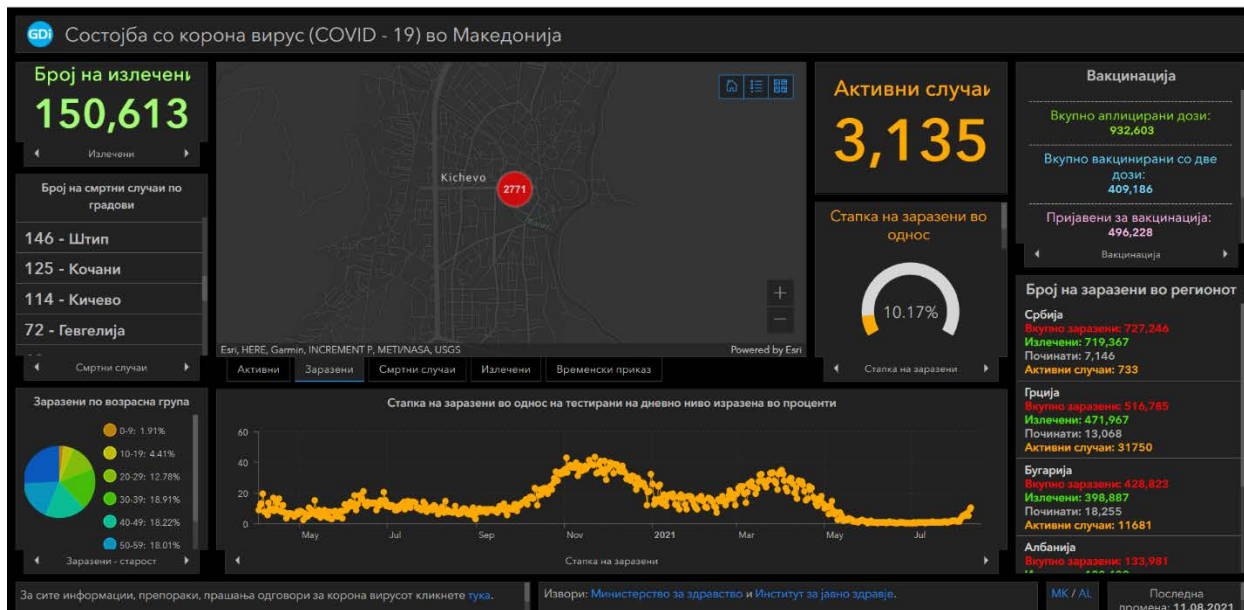 GDi Состојба со корона вирус (COVID - 19) во Македонија
Број на излечени
150,613
Излечени
Број на смртни случаи по
градови
146 - Штип
125 - Кочани
114 - Кичево
72 - Гевгелија
Смртни случаи
Заразени по возрасна група
0-9: 1.91%
10-19: 4.41%
20-29: 12.78%
30-39: 18.91%
40-49: 18.22%
50-59: 18.01%
Заразени - старост
Kichevo
2771
Esri, HERE, Garmin, INCREMENT P, METI/NASA, USGS
Powered by Esri
Активни
Заразени
Смртни случаи
Излечени
Временски приказ
Активни случаи
3,135
Стапка на заразени во
однос
10.17%
Стапка на заразени
Стапка на заразени во однос на тестирани на дневно ниво изразена во проценти
60
40
20
0
May
Jul
Sep
Nov
2021
Mar
May
Jul
Стапка на заразени
Вакцинација
Вкупно аплицирани дози:
932,603
Вкупно вакцинирани со две
дози:
409,186
Пријавени за вакцинација:
496,228
Вакцинација
Број на заразени во регионот
Србија
Вкупно заразени: 727,246
Излечени: 719,367
Починати: 7,146
Активни случаи: 733
Грција
Вкупно заразени: 516,785
Излечени: 471,967
Починати: 13,068
Активни случаи: 31750
Бугарија
Вкупно заразени: 428,823
Излечени: 398,887
Починати: 18,255
Активни случаи: 11681
Албанија
Вкупно заразени: 133,981
За сите информации, препораки, прашања одговори за корона вирусот кликнете тука.
Извори: Министерство за здравство и Институт за јавно здравје.
MK / AL
Последна
промена: 11.08.2021